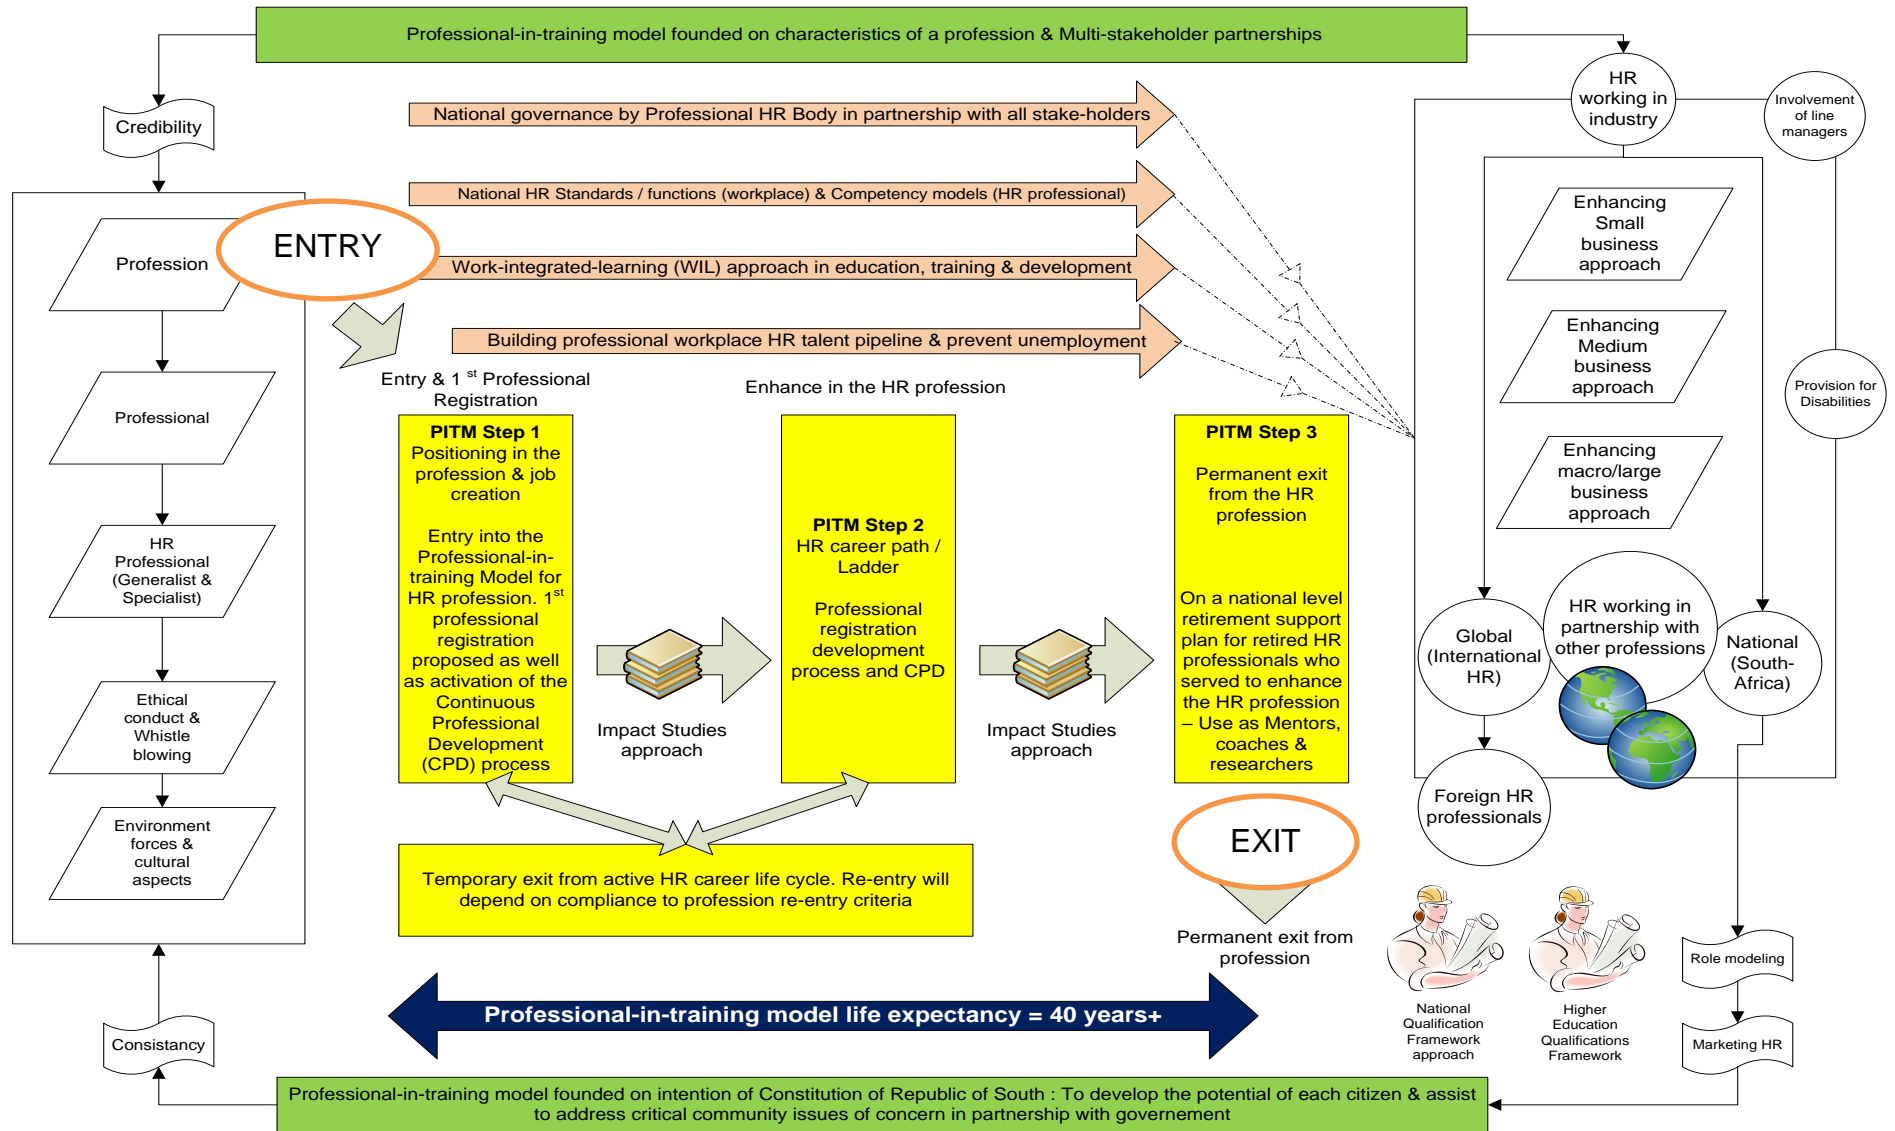 Professional-in-training model founded on characteristics of a profession & Multi-stakeholder partnerships
Credibility
Profession
Professional
HR
Professional
(Generalist &
Specialist)
Ethical
conduct &
Whistle
blowing
Environment
forces &
cultural
aspects
Consistancy
ENTRY
National governance by Professional HR Body in partnership with all stake-holders
National HR Standards / functions (workplace) & Competency models (HR professional)
Work-integrated-learning (WIL) approach in education, training & development
Building professional workplace HR talent pipeline & prevent unemployment
Entry & 1 st Professional
Registration
Enhance in the HR profession
PITM Step 1
Positioning in the
profession & job
creation
Entry into the
Professional-in-
training Model for
HR profession. 1st
professional
registration
proposed as well
as activation of the
Continuous
Professional
Development
(CPD) process
Impact Studies
approach
PITM Step 2
HR career path /
Ladder
Professional
registration
development
process and CPD
Impact Studies
approach
PITM Step 3
Permanent exit
from the HR
profession
On a national level
retirement support
plan for retired HR
professionals who
served to enhance
the HR profession
– Use as Mentors,
coaches &
researchers
Temporary exit from active HR career life cycle. Re-entry will
depend on compliance to profession re-entry criteria
EXIT
Permanent exit from
profession
Professional-in-training model life expectancy = 40 years+
HR
working in
industry
Involvement
of line
managers
Enhancing
Small
business
approach
Enhancing
Medium
business
approach
Provision for
Disabilities
Enhancing
macro/large
business
approach
Global
(International
HR)
HR working in
partnership with
other professions
National
(South-
Africa)
Foreign HR
professionals
National
Qualification
Framework
approach
Higher
Education
Qualifications
Framework
Role modeling
Marketing HR
Professional-in-training model founded on intention of Constitution of Republic of South : To develop the potential of each citizen & assist
to address critical community issues of concern in partnership with governement